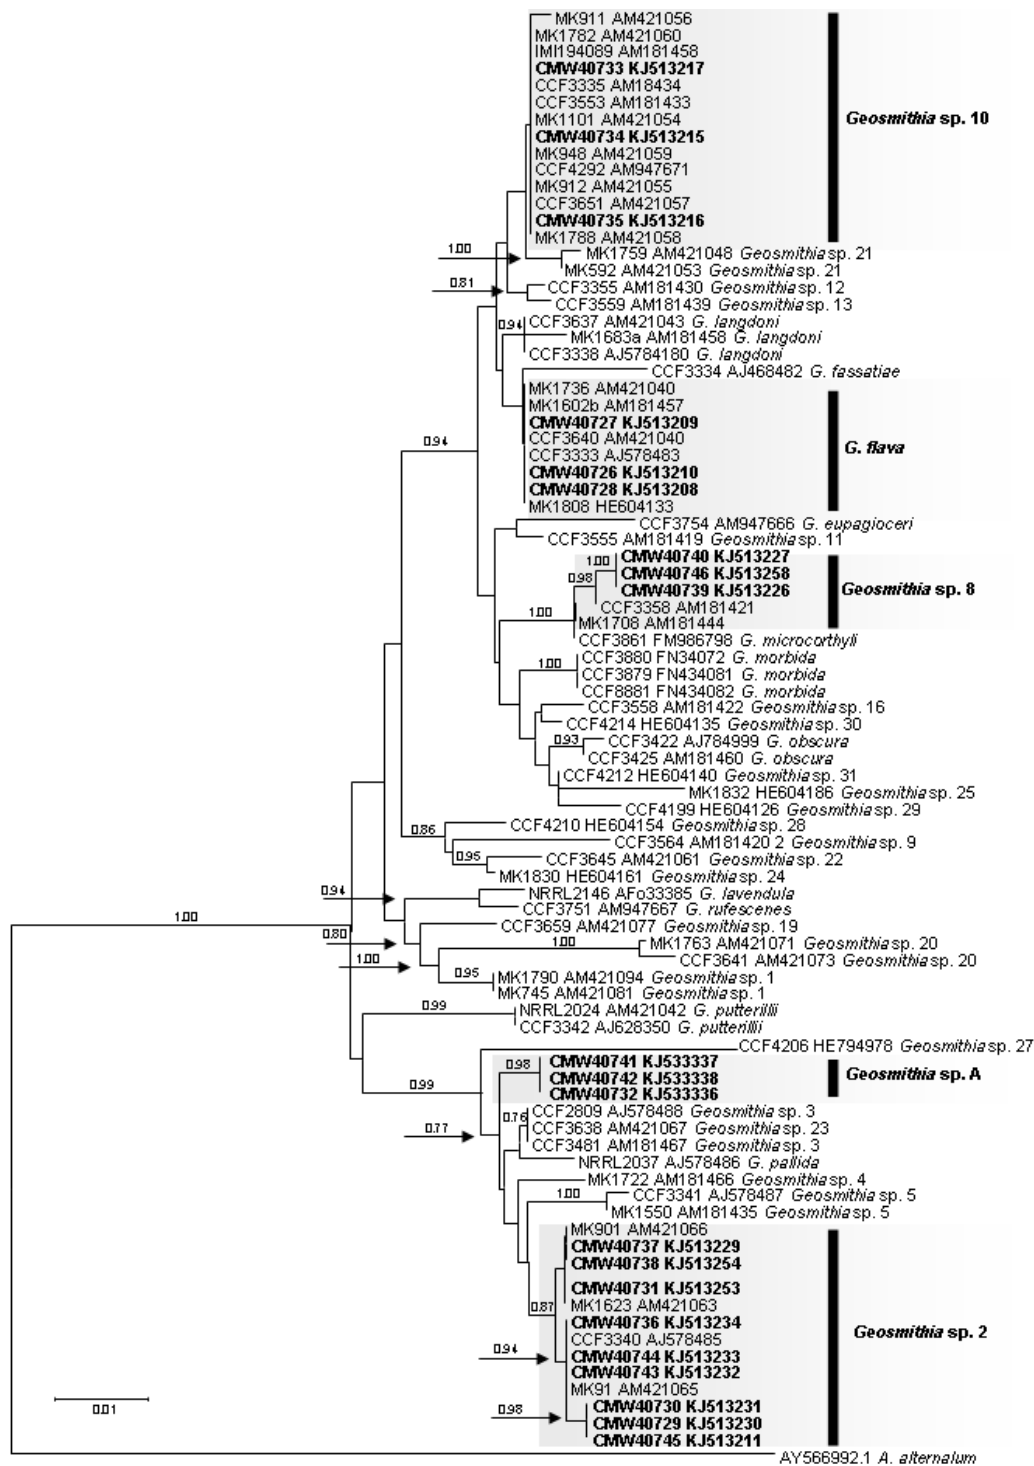 MK911 AM421056
MK1782 AM421060
IMI194089 AM181458
CMW40733 KJ513217
CCF3335 AM18434
CCF3553 AM181433
MK1101 AM421054
Geosmithia sp. 10
CMW40734 KJ513215
MK948 AM421059
CCF4292 AM947671
MK912 AM421055
CCF3651 AM421057
CMW40735 KJ513216
MK1788 AM421058
1.00
MK1759 AM421048 Geosmithia sp. 21
MK592 AM421053 Geosmithia sp. 21
0.81
CCF3355 AM181430 Geosmithia sp. 12
CCF3559 AM181439 Geosmithia sp. 13
0.94
CCF3637 AM421043 G. langdoni
MK1683a AM181458 G. langdoni
CCF3338 AJ5784180 G. langdoni
CCF3334 AJ468482 G. fassatiae
MK1736 AM421040
MK1602b AM181457
CMW40727 KJ513209
0.94
CCF3640 AM421040
G. flava
CCF3333 AJ578483
CMW40726 KJ513210
CMW40728 KJ513208
MK1808 HE604133
CCF3754 AM947666 G. eupagioceri
CCF3555 AM181419 Geosmithia sp. 11
1.00
CMW40740 KJ513227
0.98
CMW40746 KJ513258
CMW40739 KJ513226
Geosmithia sp. 8
1.00
CCF3358 AM181421
MK1708 AM181444
CCF3861 FM986798 G. microcorthyli
CCF3880 FN34072 G. morbida
1.00
CCF3879 FN434081 G. morbida
CCF8881 FN434082 G. morbida
CCF3558 AM181422 Geosmithia sp. 16
CCF4214 HE604135 Geosmithia sp. 30
0.93
CCF3422 AJ784999 G. obscura
CCF3425 AM181460 G. obscura
CCF4212 HE604140 Geosmithia sp. 31
MK1832 HE604186 Geosmithia sp. 25
CCF4199 HE604126 Geosmithia sp. 29
0.86
CCF4210 HE604154 Geosmithia sp. 28
CCF3564 AM181420 2 Geosmithia sp. 9
0.95
CCF3645 AM421061 Geosmithia sp. 22
MK1830 HE604161 Geosmithia sp. 24
0.94
NRRL2146 AFo33385 G. lavendula
CCF3751 AM947667 G. rufescenes
1.00
CCF3659 AM421077 Geosmithia sp. 19
0.80
1.00
MK1763 AM421071 Geosmithia sp. 20
CCF3641 AM421073 Geosmithia sp. 20
1.00
0.95
MK1790 AM421094 Geosmithia sp. 1
MK745 AM421081 Geosmithia sp. 1
0.99
NRRL2024 AM421042 G. putterillii
CCF3342 AJ628350 G. putterillii
CCF4206 HE794978 Geosmithia sp. 27
0.98
CMW40741 KJ533337
CMW40742 KJ533338
Geosmithia sp. A
0.99
CMW40732 KJ533336
0.76
CCF2809 AJ578488 Geosmithia sp. 3
CCF3638 AM421067 Geosmithia sp. 23
0.77
CCF3481 AM181467 Geosmithia sp. 3
NRRL2037 AJ578486 G. pallida
MK1722 AM181466 Geosmithia sp. 4
1.00
CCF3341 AJ578487 Geosmithia sp. 5
MK1550 AM181435 Geosmithia sp. 5
MK901 AM421066
CMW40737 KJ513229
CMW40738 KJ513254
CMW40731 KJ513253
0.87
MK1623 AM421063
CMW40736 KJ513234
Geosmithia sp. 2
CCF3340 AJ578485
0.94
CMW40744 KJ513233
CMW40743 KJ513232
MK91 AM421065
0.98
CMW40730 KJ513231
0.01
CMW40729 KJ513230
CMW40745 KJ513211
AY566992.1 A. alternalum